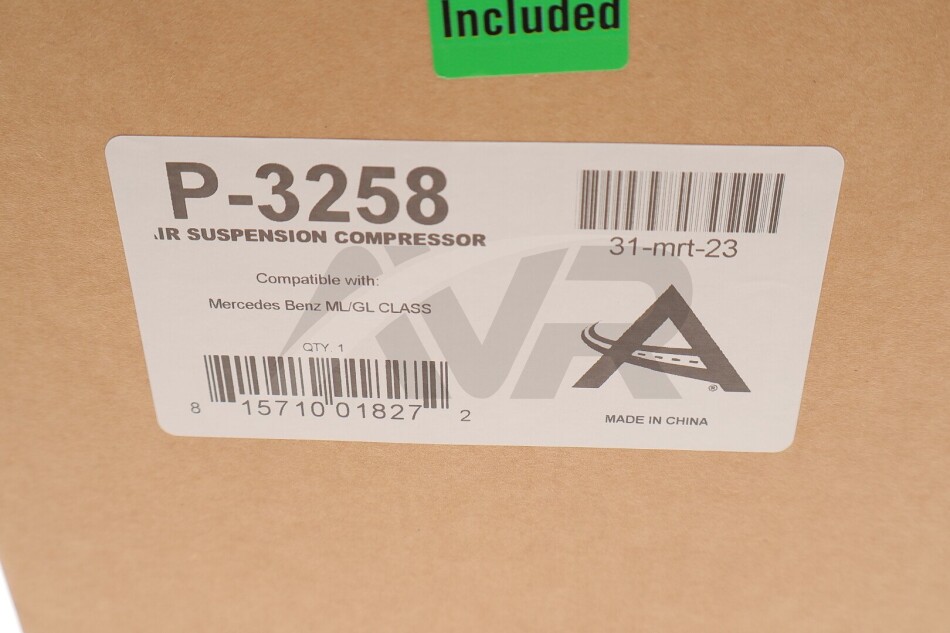 Included
P-3258
IR SUSPENSION COMPRESSOR
31-mrt-23
Compatible with:
Mercedes Benz ML/GL CLASS
QTY. 1
8 15710 01827 2
A
®
MADE IN CHINA
AVR